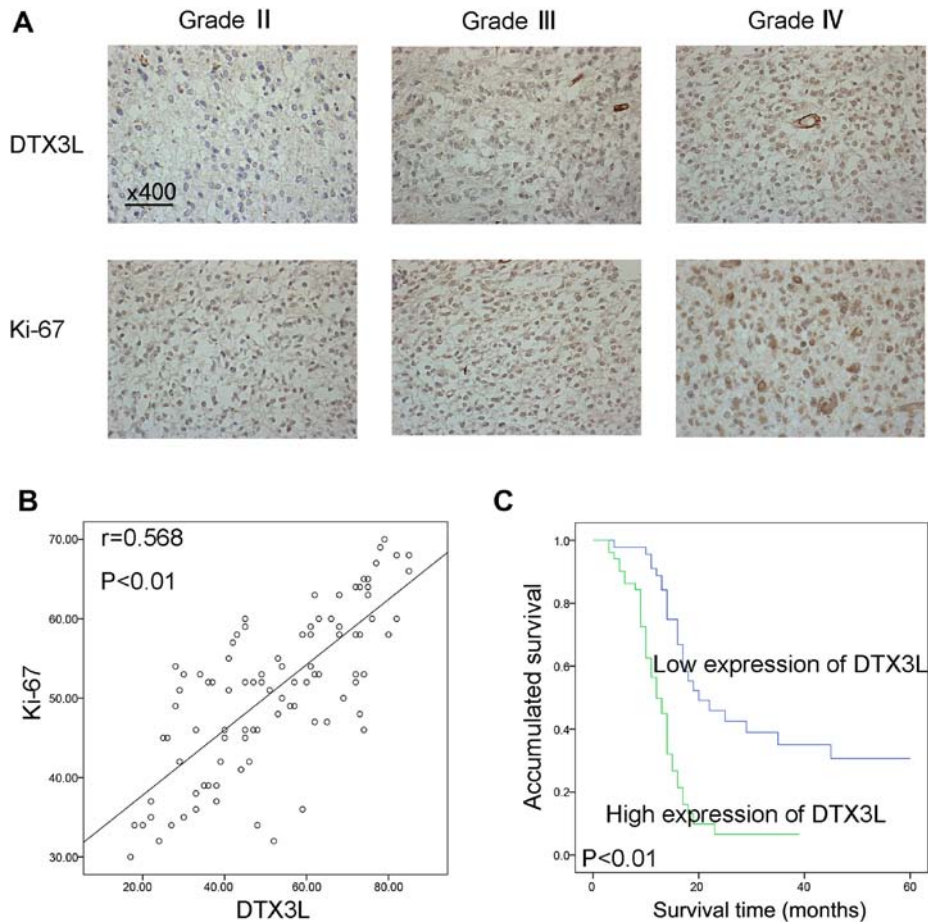 A
Grade II
Grade III
Grade IV
DTX3L
x400
Ki-67
B
r=0.568
P<0.01
70.00
60.00
50.00
40.00
30.00
Ki-67
20.00
40.00
60.00
80.00
DTX3L
C
1.0
0.8
0.6
0.4
0.2
0.0
Accumulated survival
Low expression of DTX3L
High expression of DTX3L
P<0.01
0
20
40
60
Survival time (months)